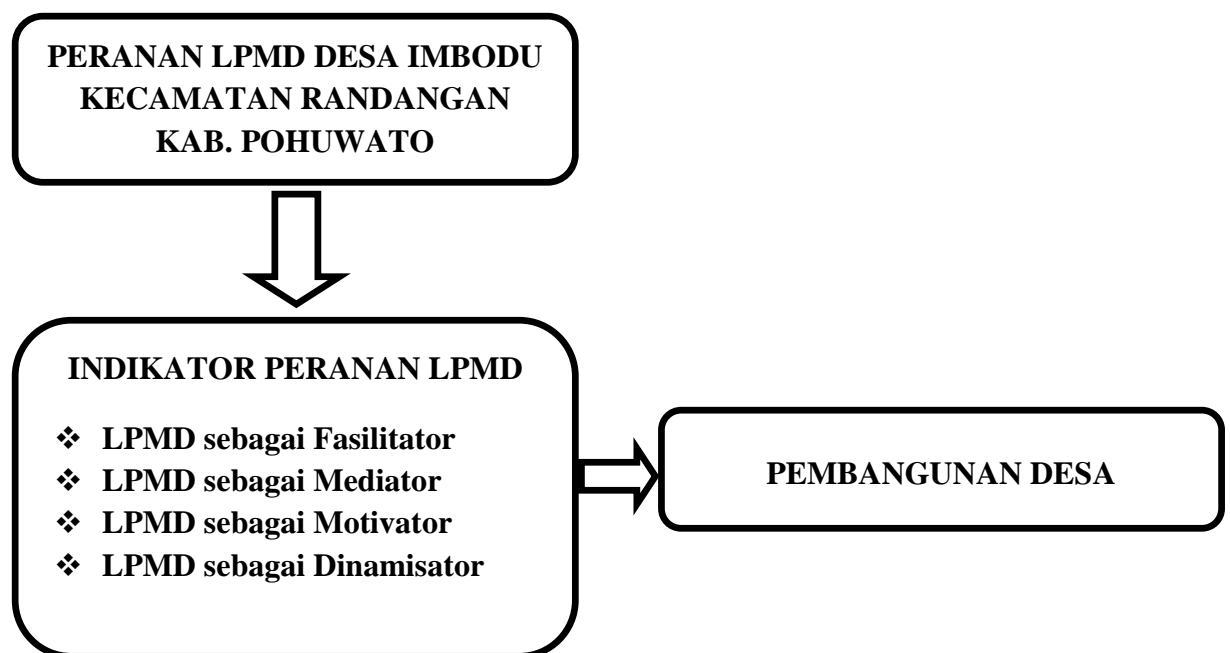 PERANAN LPMD DESA IMBODU
KECAMATAN RANDANGAN
KAB. POHUWATO
INDIKATOR PERANAN LPMD
❖ LPMD sebagai Fasilitator
❖ LPMD sebagai Mediator
❖ LPMD sebagai Motivator
❖ LPMD sebagai Dinamisator
PEMBANGUNAN DESA